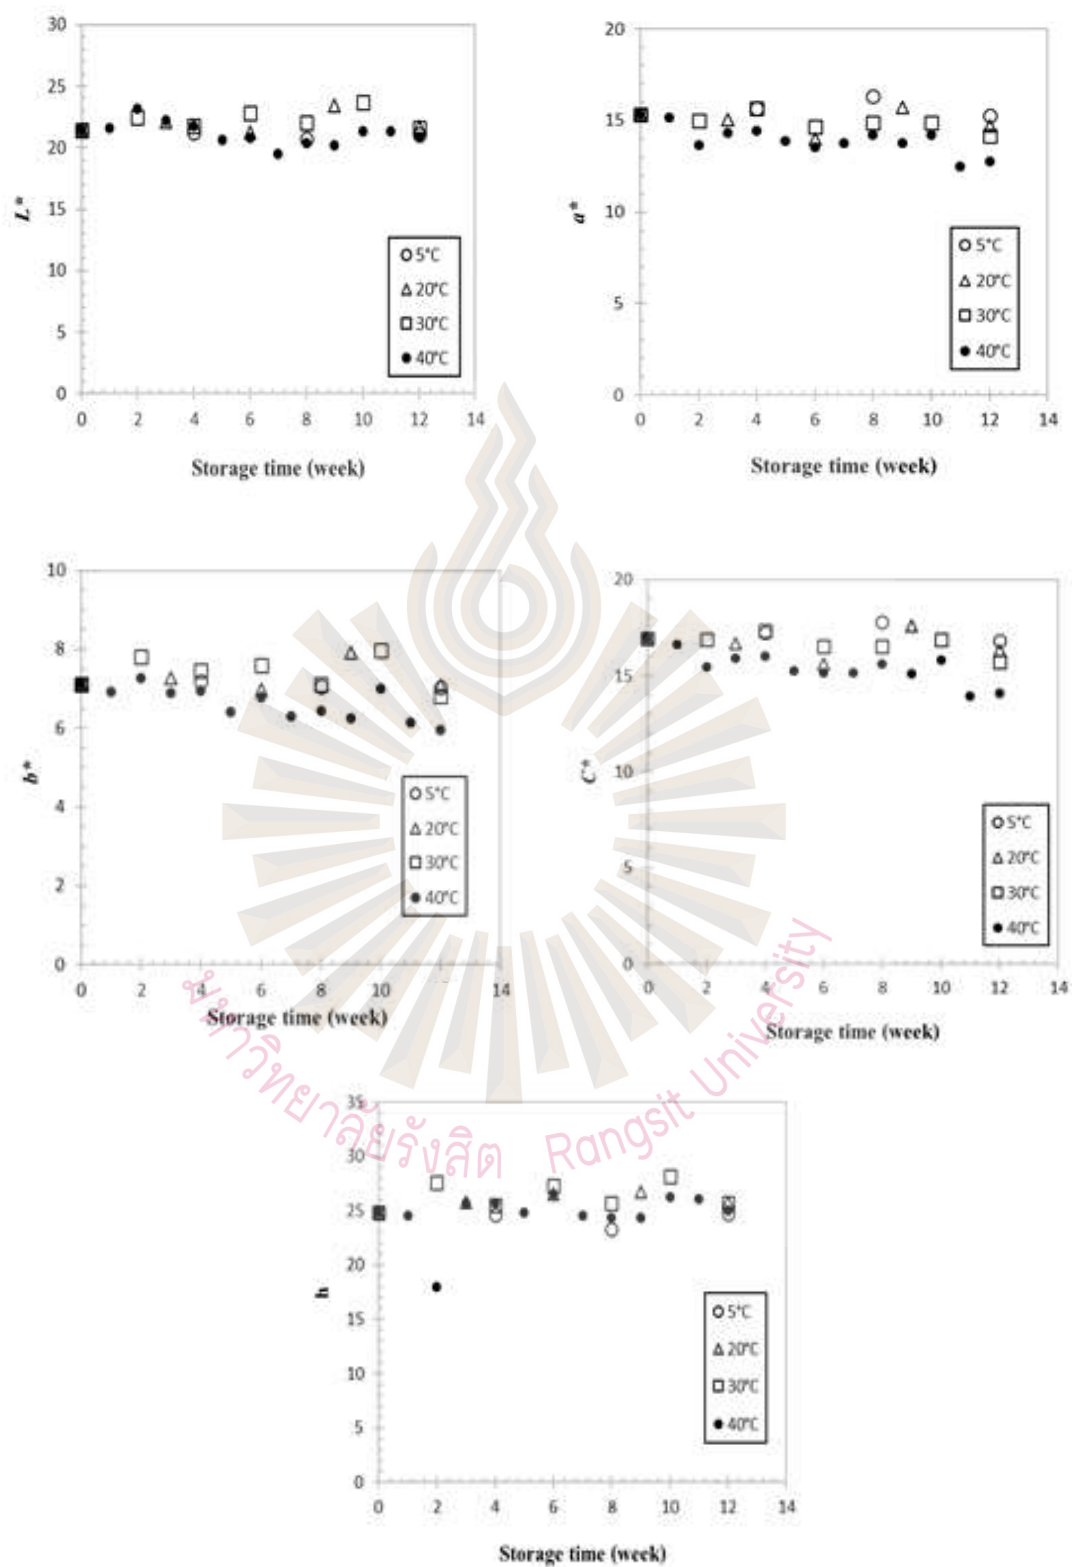 30
25
20
15
10
5
0
0 2 4 6 8 10 12 14
L*
Storage time (week)
5°C
20°C
30°C
40°C
20
15
10
5
0
0 2 4 6 8 10 12 14
a*
Storage time (week)
5°C
20°C
30°C
40°C
10
8
6
4
2
0
0 2 4 6 8 10 14
b*
Storage time (week)
5°C
20°C
30°C
40°C
20
15
10
5
0
0 2 4 6 8 10 12 14
C*
Storage time (week)
5°C
20°C
30°C
40°C
มหาวิทยาลัยรังสิต Rangsit University
35
30
25
20
15
10
5
0
0 2 4 6 8 10 12 14
h
Storage time (week)
5°C
20°C
30°C
40°C